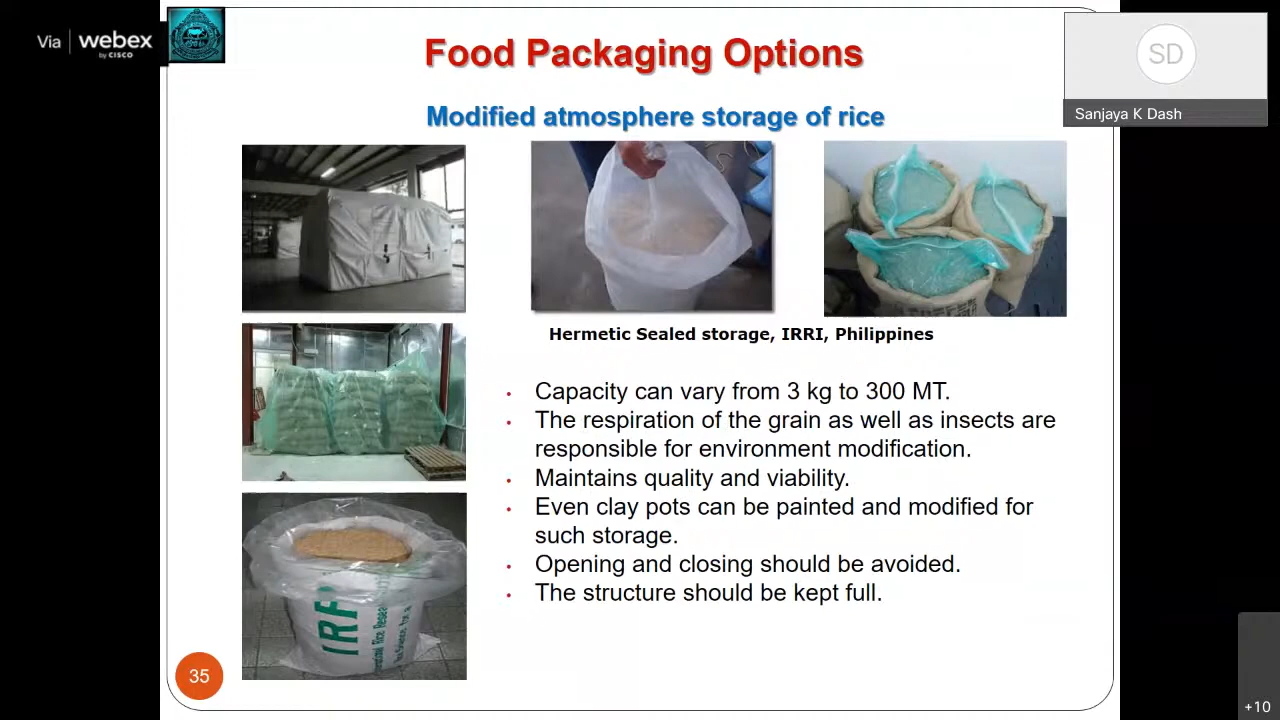 Via webex
by CISCO
Food Packaging Options
SD
Sanjaya K Dash
Modified atmosphere storage of rice
Hermetic Sealed storage, IRRI, Philippines
• Capacity can vary from 3 kg to 300 MT.
• The respiration of the grain as well as insects are
responsible for environment modification.
• Maintains quality and viability.
• Even clay pots can be painted and modified for
such storage.
• Opening and closing should be avoided.
• The structure should be kept full.
IRRI
35
+10